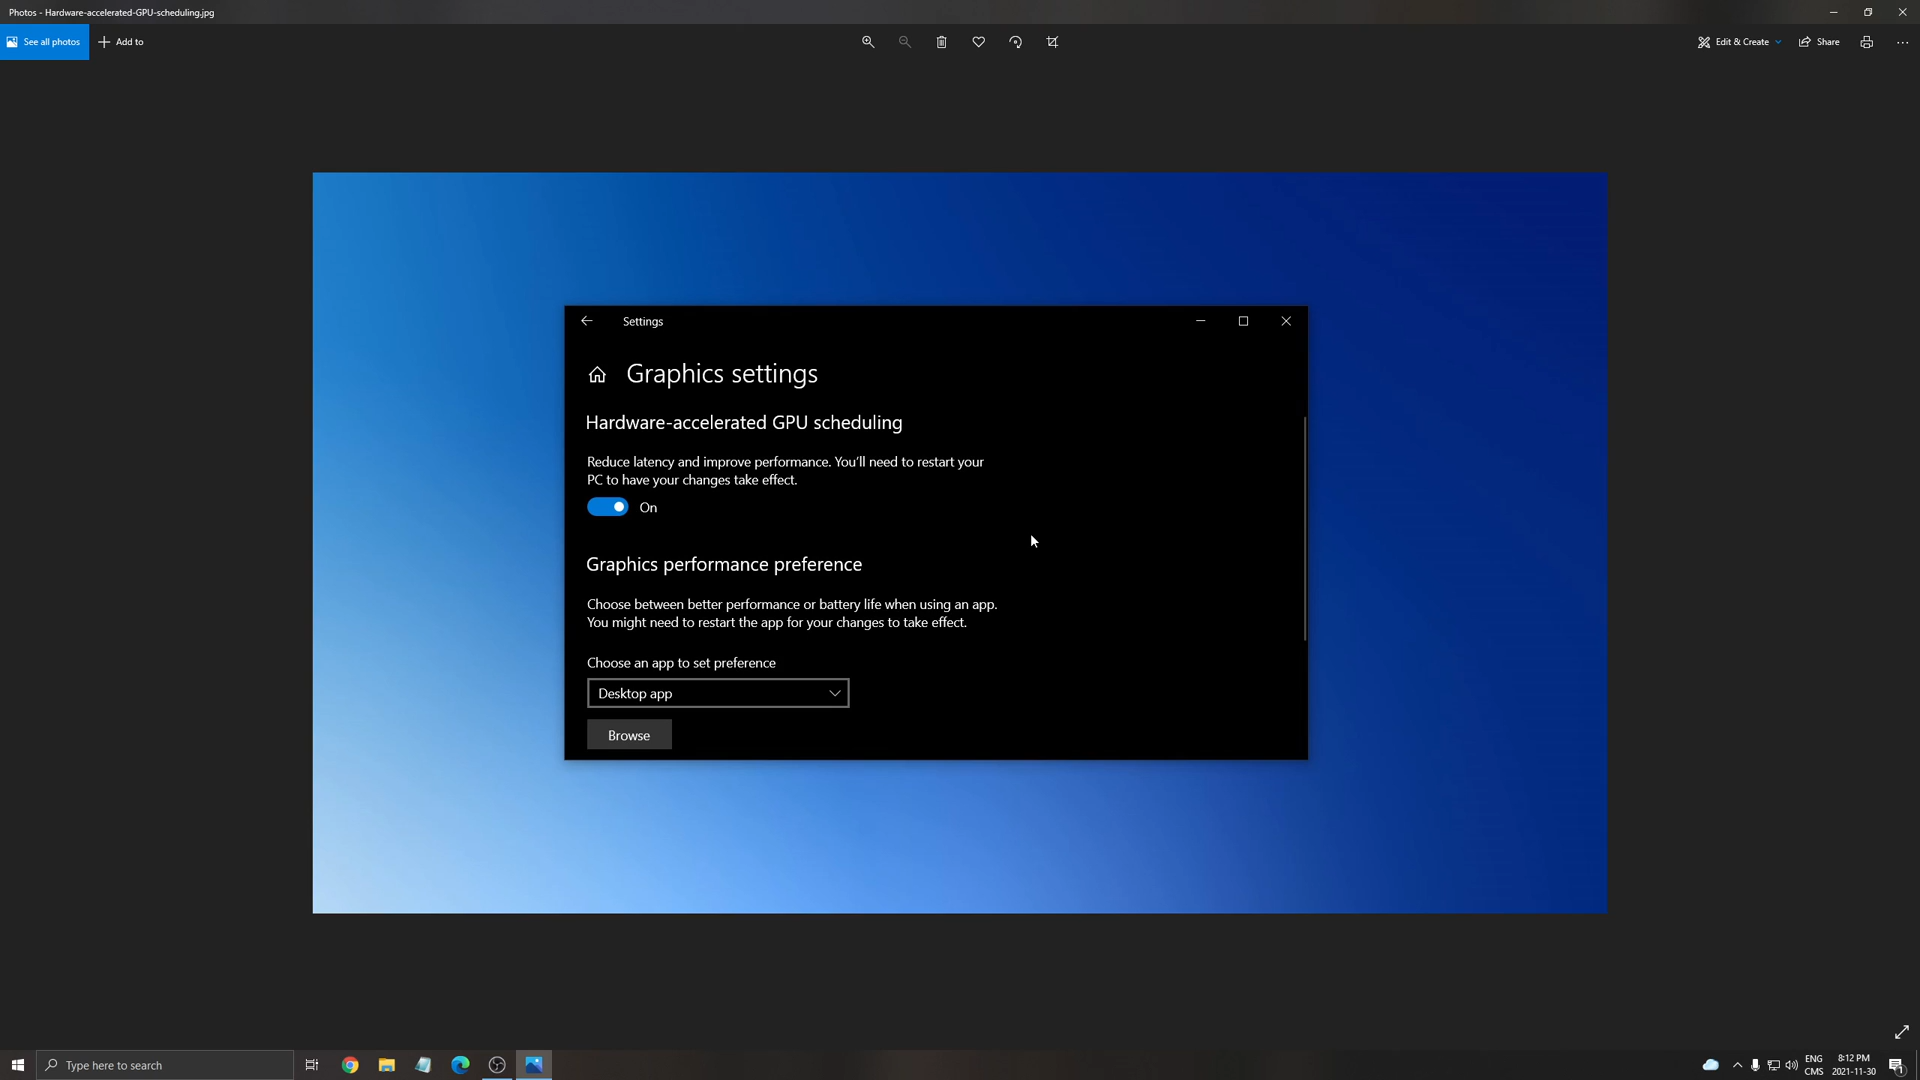 Photos - Hardware-accelerated-GPU-scheduling.jpg
See all photos
Add to
Edit & Create
Share
Settings
Graphics settings
Hardware-accelerated GPU scheduling
Reduce latency and improve performance. You'll need to restart your
PC to have your changes take effect.
On
Graphics performance preference
Choose between better performance or battery life when using an app.
You might need to restart the app for your changes to take effect.
Choose an app to set preference
Desktop app
Browse
Type here to search
ENG
CMS
8:12 PM
2021-11-30
1